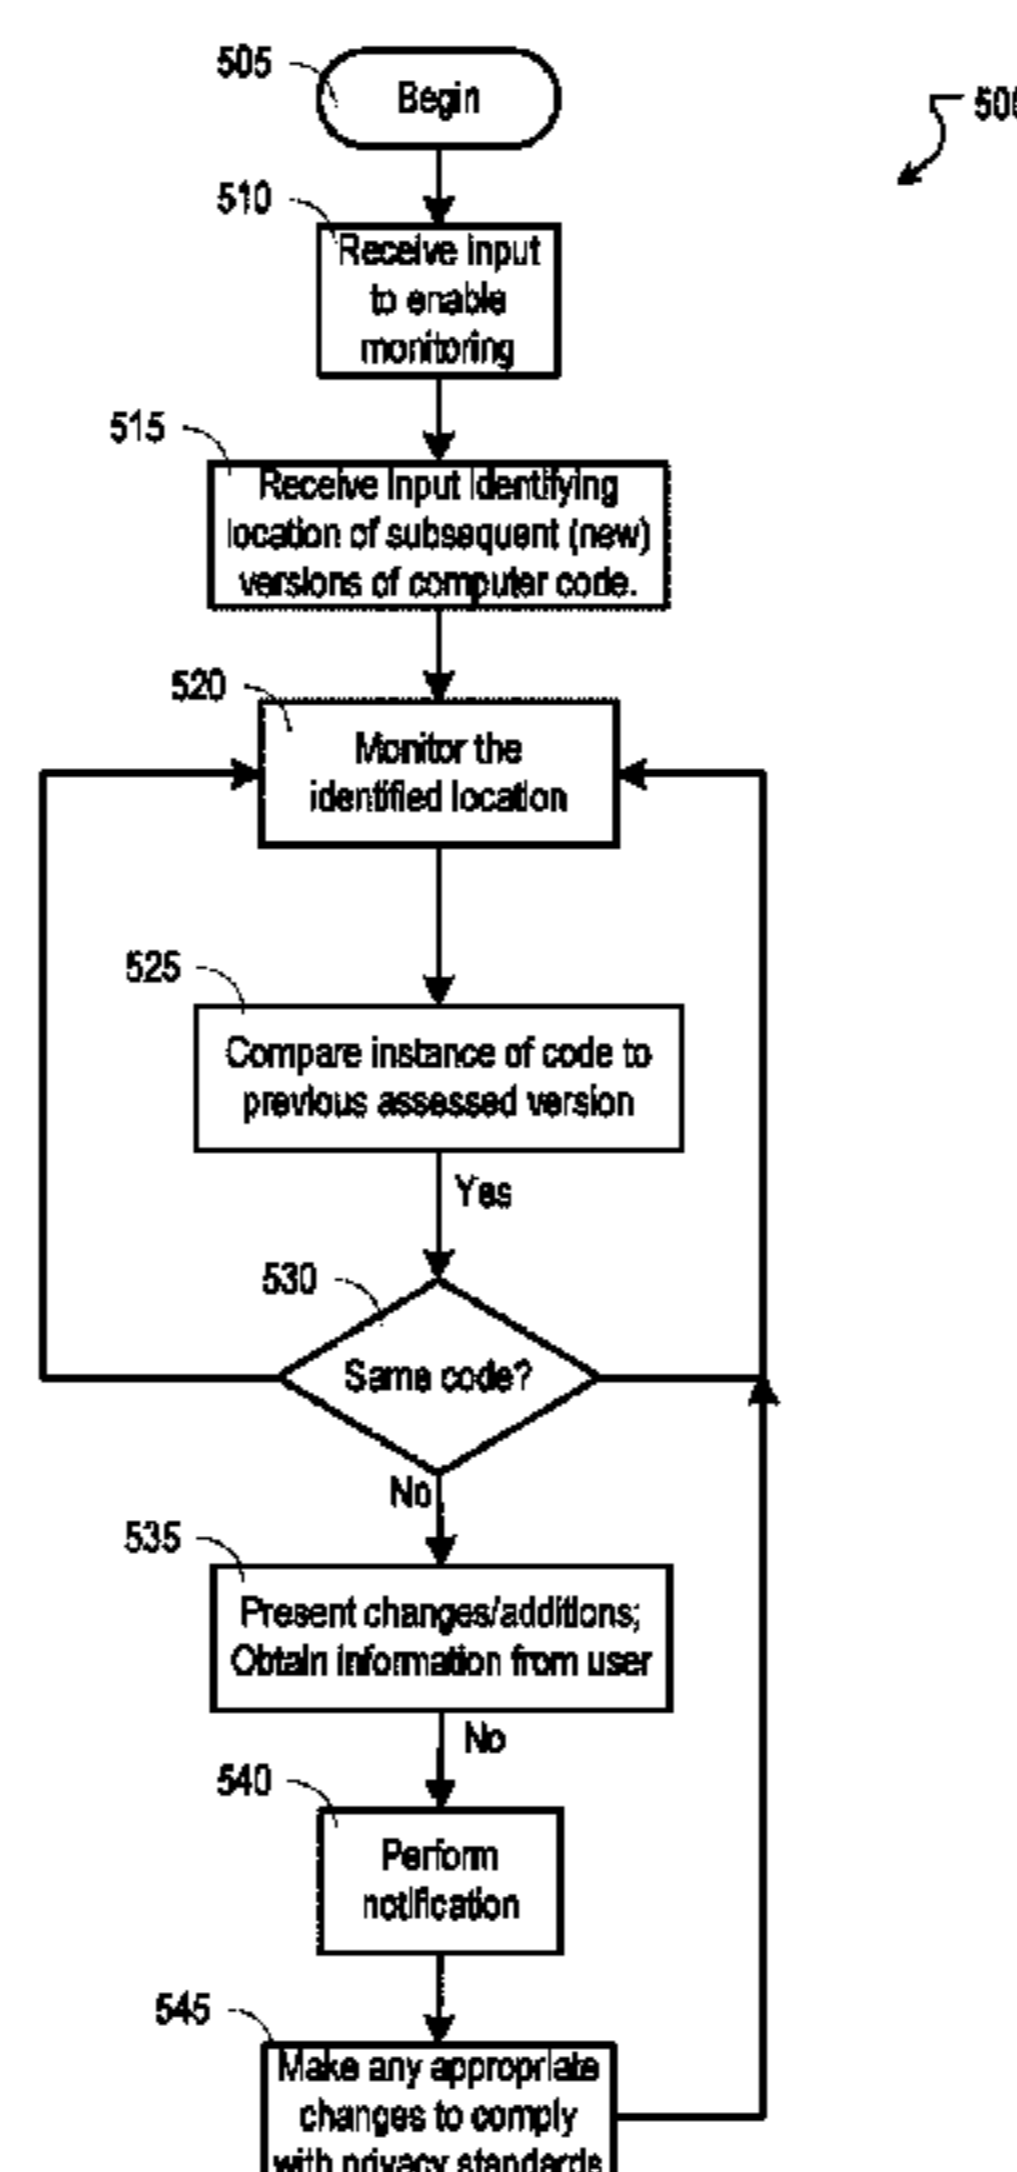 505
Begin
500
510
Receive input
to enable
monitoring
515
Receive input identifying
location of subsequent (new)
versions of computer code.
520
Monitor the
identified location
525
Compare instance of code to
previous assessed version
Yes
530
Same code?
No
535
Present changes/additions;
Obtain information from user
No
540
Perform
notification
545
Make any appropriate
changes to comply
with privacy standards